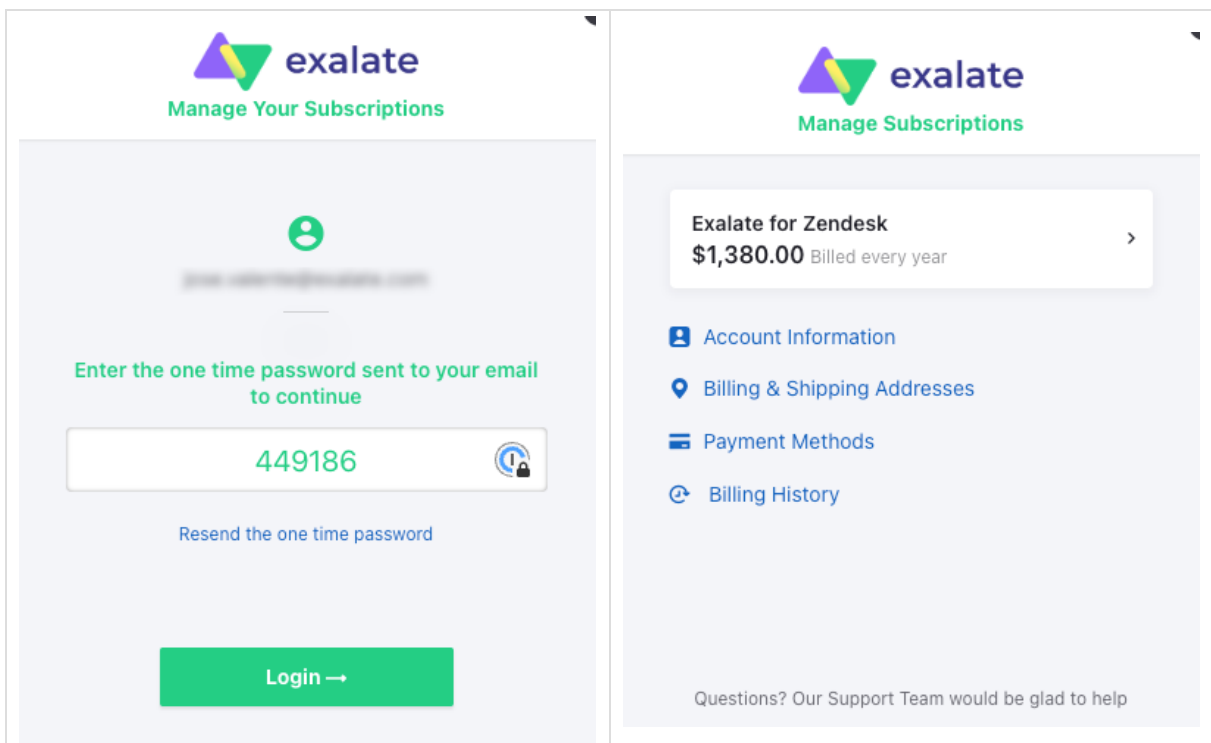 exalate
Manage Your Subscriptions
Enter the one time password sent to your email
to continue
449186
Resend the one time password
Login →
exalate
Manage Subscriptions
Exalate for Zendesk
$1,380.00 Billed every year
Account Information
Billing & Shipping Addresses
Payment Methods
Billing History
Questions? Our Support Team would be glad to help